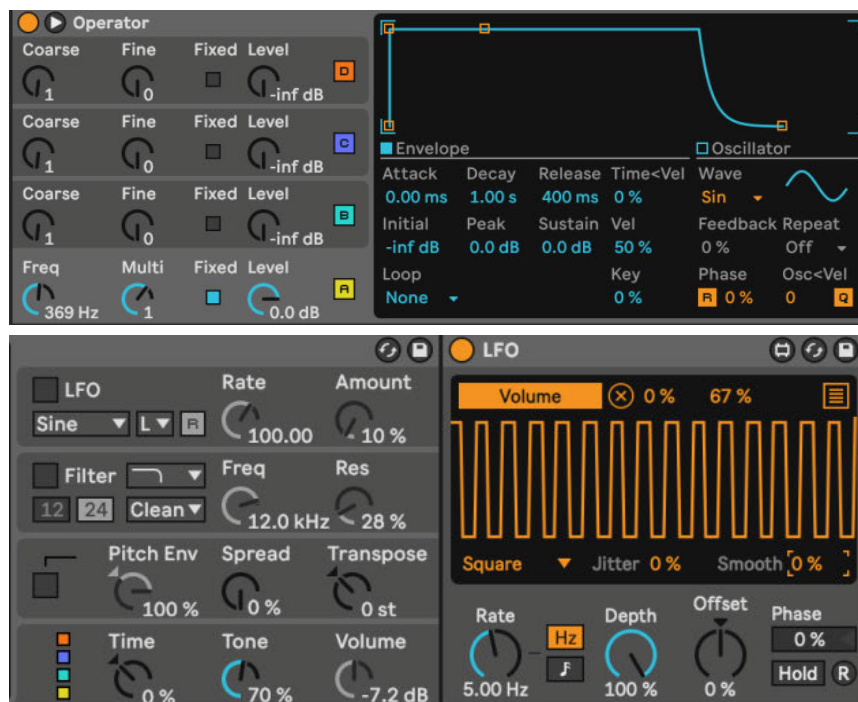 Operator
Coarse Fine Fixed Level
1 0 -inf dB D
Coarse Fine Fixed Level
1 0 -inf dB C
Coarse Fine Fixed Level
1 0 -inf dB B
Freq Multi Fixed Level
369 Hz 1 0.0 dB A
Envelope Oscillator
Attack Decay Release Time<Vel Wave
0.00 ms 1.00 s 400 ms 0 % Sin
Initial Peak Sustain Vel Feedback Repeat
-inf dB 0.0 dB 0.0 dB 50 % 0 % Off
Loop Key Phase Osc<Vel
None 0 % R 0 % 0 Q
LFO Rate Amount
Sine L R 100.00 10 %
Filter Freq Res
12 24 Clean 12.0 kHz 28 %
Pitch Env Spread Transpose
100 % 0 % 0 st
Time Tone Volume
0 % 70 % -7.2 dB
LFO
Volume 0 % 67 %
Square Jitter 0 % Smooth 0 %
Rate Depth Offset Phase
Hz 0 %
Hold R
5.00 Hz 100 % 0 %